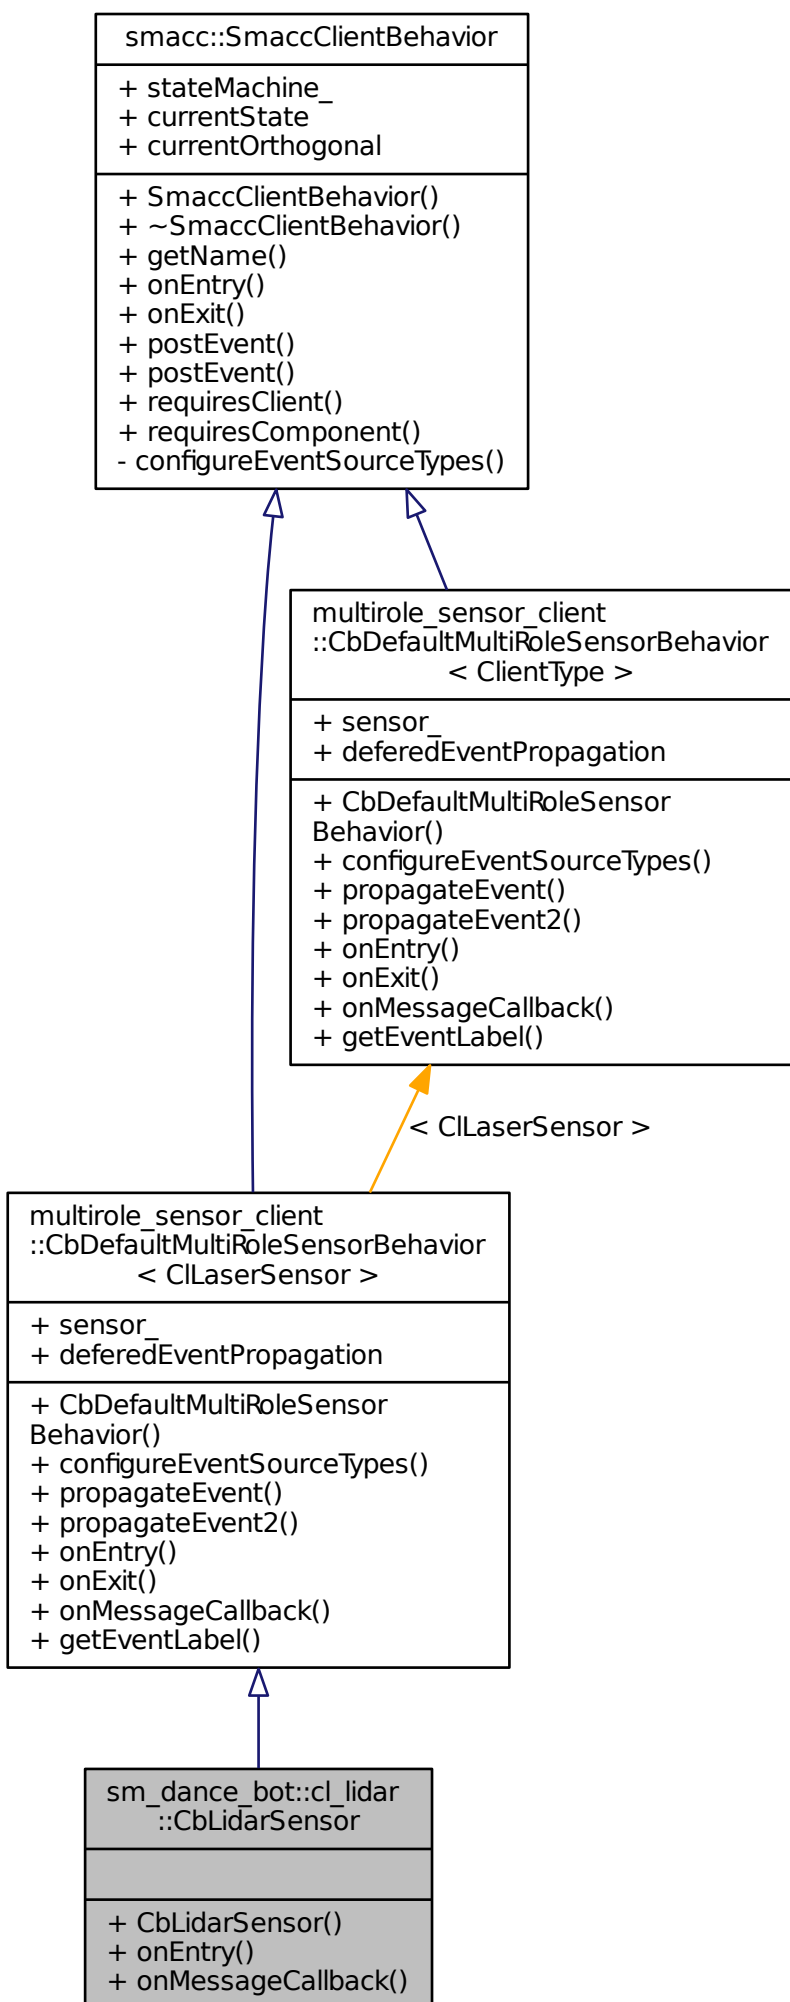 smacc::SmaccClientBehavior
+ stateMachine_
+ currentState
+ currentOrthogonal
+ SmaccClientBehavior()
+ ~SmaccClientBehavior()
+ getName()
+ onEntry()
+ onExit()
+ postEvent()
+ postEvent()
+ requiresClient()
+ requiresComponent()
- configureEventSourceTypes()
multirole_sensor_client
::CbDefaultMultiRoleSensorBehavior
< ClientType >
+ sensor_
+ deferedEventPropagation
+ CbDefaultMultiRoleSensor
Behavior()
+ configureEventSourceTypes()
+ propagateEvent()
+ propagateEvent2()
+ onEntry()
+ onExit()
+ onMessageCallback()
+ getEventLabel()
< ClLaserSensor >
multirole_sensor_client
::CbDefaultMultiRoleSensorBehavior
< ClLaserSensor >
+ sensor_
+ deferedEventPropagation
+ CbDefaultMultiRoleSensor
Behavior()
+ configureEventSourceTypes()
+ propagateEvent()
+ propagateEvent2()
+ onEntry()
+ onExit()
+ onMessageCallback()
+ getEventLabel()
sm_dance_bot::cl_lidar
::CbLidarSensor
+ CbLidarSensor()
+ onEntry()
+ onMessageCallback()